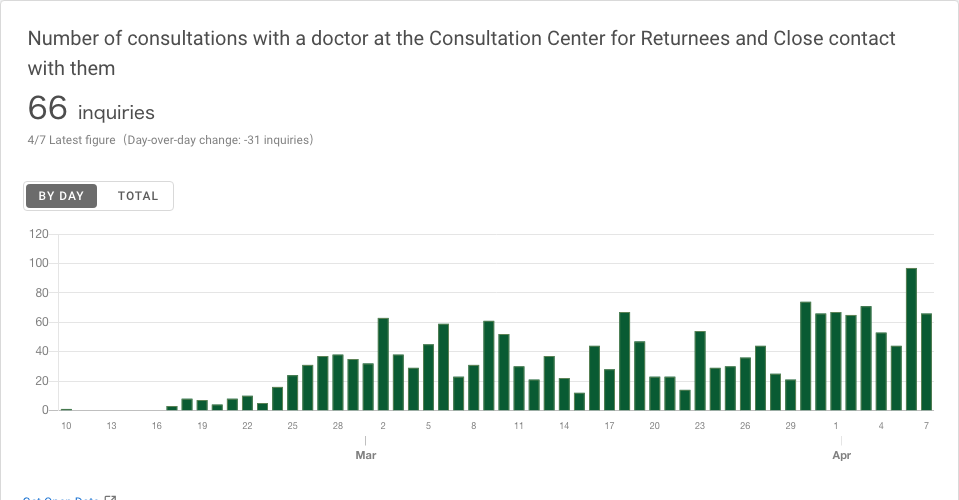 Number of consultations with a doctor at the Consultation Center for Returnees and Close contact
with them
66 inquiries
4/7 Latest figure (Day-over-day change: -31 inquiries)
BY DAY TOTAL
120
100
80
60
40
20
0
10 13 16 19 22 25 28 2 5 8 11 14 17 20 23 26 29 1 4 7
Mar Apr
Get Open Data